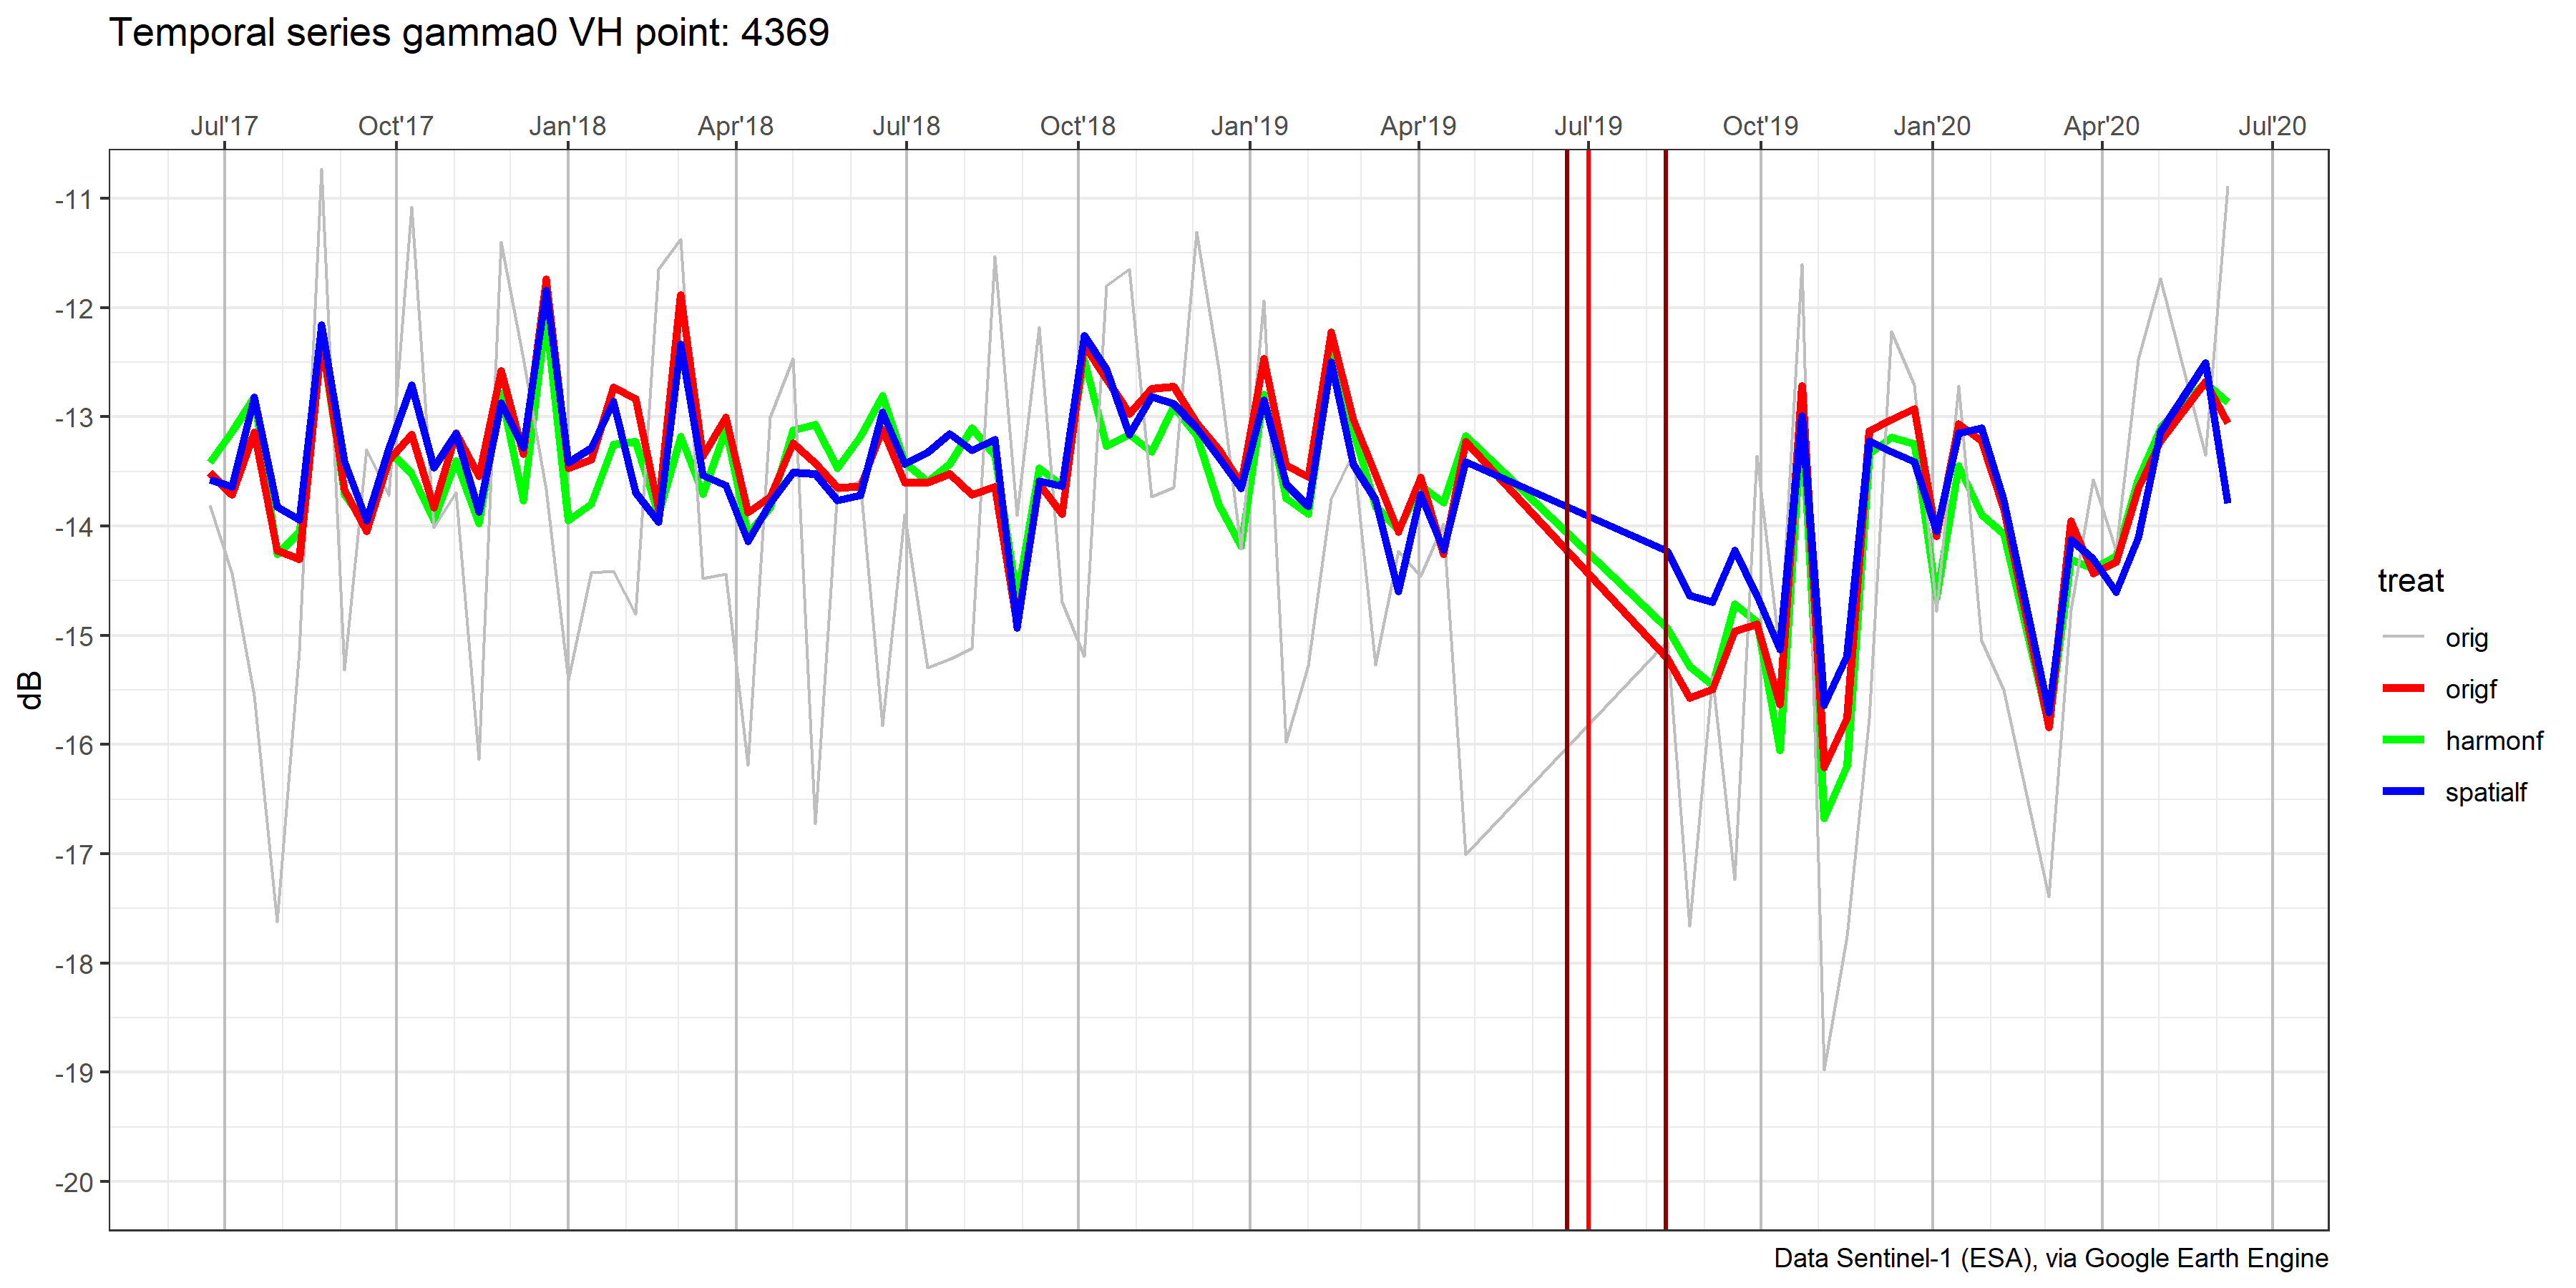 Temporal series gamma0 VH point: 4369
Jul'17 Oct'17 Jan'18 Apr'18 Jul'18 Oct'18 Jan'19 Apr'19 Jul'19 Oct'19 Jan'20 Apr'20 Jul'20
-11
-12
-13
-14
-15
-16
-17
-18
-19
-20
dB
treat
orig
origf
harmonf
spatialf
Data Sentinel-1 (ESA), via Google Earth Engine